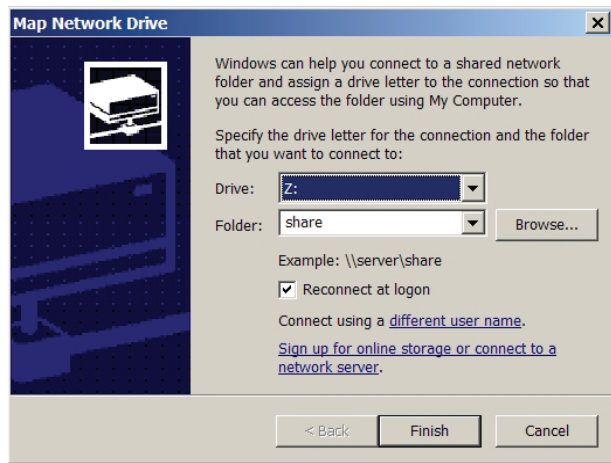 Map Network Drive
Windows can help you connect to a shared network
folder and assign a drive letter to the connection so that
you can access the folder using My Computer.
Specify the drive letter for the connection and the folder
that you want to connect to:
Drive: Z:
Folder: share Browse...
Example: \\server\share
Reconnect at logon
Connect using a different user name.
Sign up for online storage or connect to a
network server.
< Back Finish Cancel